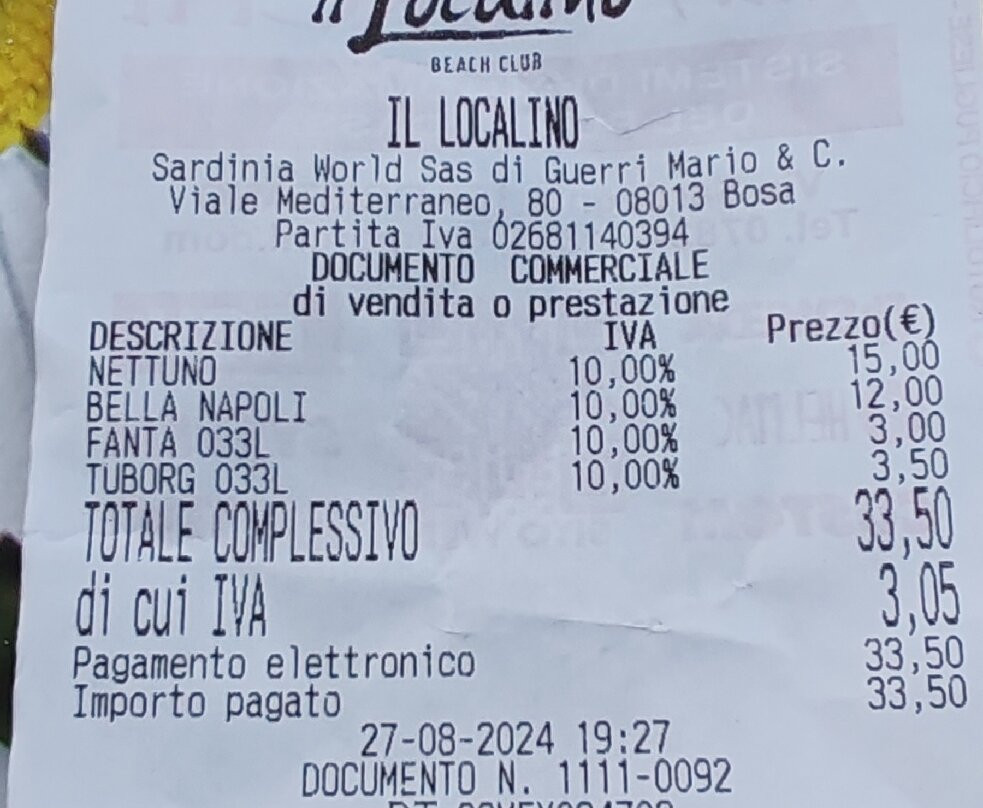 Il Localino
BEACH CLUB
IL LOCALINO
Sardinia World Sas di Guerri Mario & C.
Viale Mediterraneo, 80 - 08013 Bosa
Partita Iva 02681140394
DOCUMENTO COMMERCIALE
di vendita o prestazione
DESCRIZIONE IVA Prezzo(€)
NETTUNO 10,00% 15,00
BELLA NAPOLI 10,00% 12,00
FANTA 033L 10,00% 3,00
TUBORG 033L 10,00% 3,50
TOTALE COMPLESSIVO 33,50
di cui IVA 3,05
Pagamento elettronico 33,50
Importo pagato 33,50
27-08-2024 19:27
DOCUMENTO N. 1111-0092